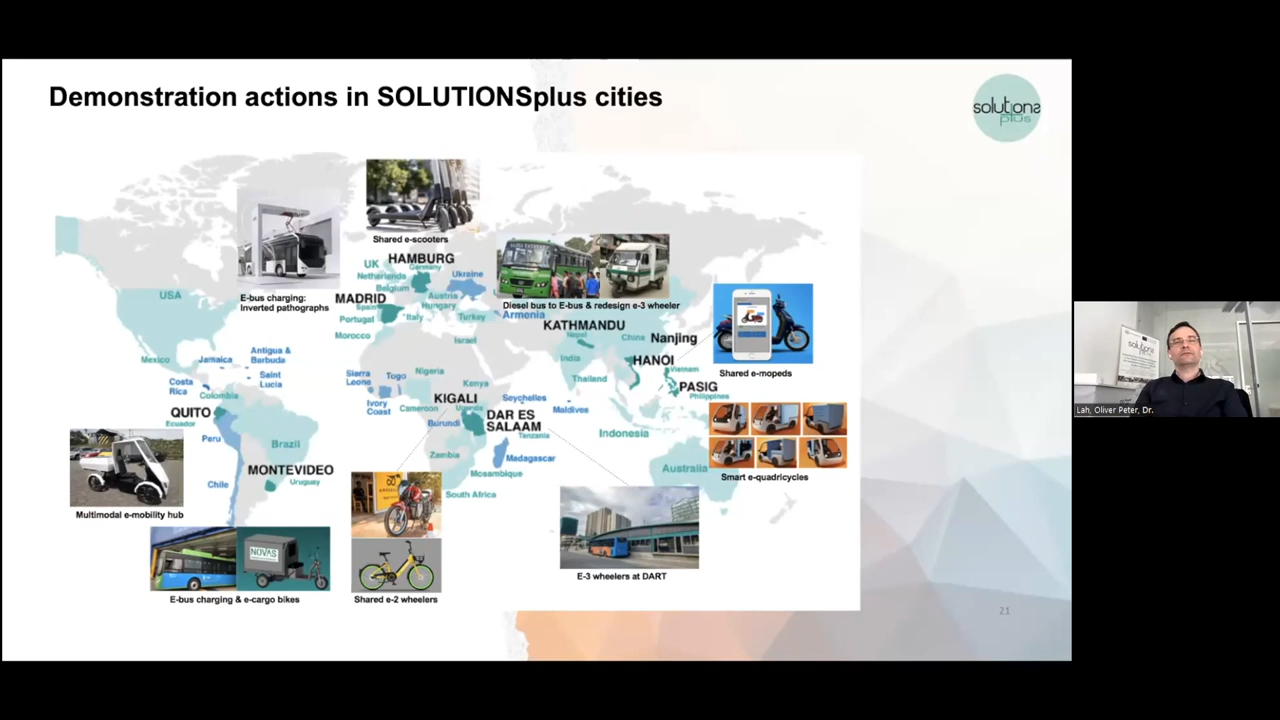 Demonstration actions in SOLUTIONSplus cities
solutions
plus
Shared e-scooters
E-bus charging:
Inverted pathographs
HAMBURG
UK
Germany
Netherlands
Belgium
Ukraine
MADRID
Spain
Austria
Hungary
Portugal
Italy
Turkey
Armenia
Morocco
Israel
Diesel bus to E-bus & redesign e-3 wheeler
KATHMANDU
Nepal
China
Nanjing
India
HANOI
Vietnam
Thailand
PASIG
Philippines
Shared e-mopeds
USA
Mexico
Jamaica
Antigua &
Barbuda
Saint
Lucia
Costa
Rica
Colombia
QUITO
Ecuador
Peru
Brazil
MONTEVIDEO
Uruguay
Chile
Sierra
Leone
Togo
Nigeria
Ivory
Coast
Cameroon
Kenya
KIGALI
Uganda
Burundi
DAR ES
SALAAM
Tanzania
Seychelles
Maldives
Zambia
Madagascar
Mosambique
South Africa
Indonesia
Australia
Smart e-quadricycles
Multimodal e-mobility hub
NOVAS
E-bus charging & e-cargo bikes
Shared e-2 wheelers
E-3 wheelers at DART
21
solutions
Lah, Oliver Peter, Dr.